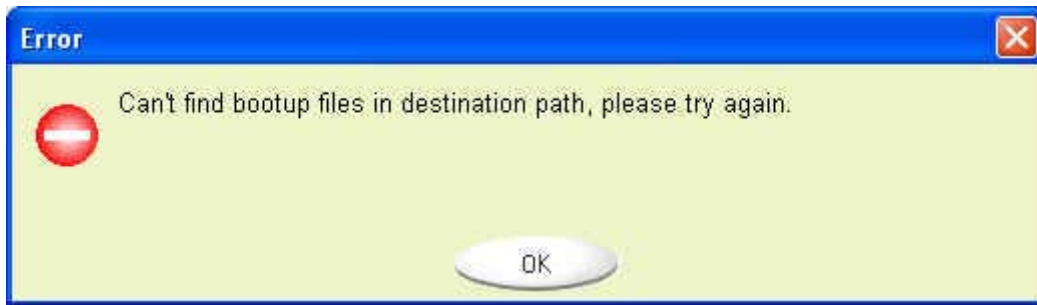 Error
Can't find bootup files in destination path, please try again.
OK